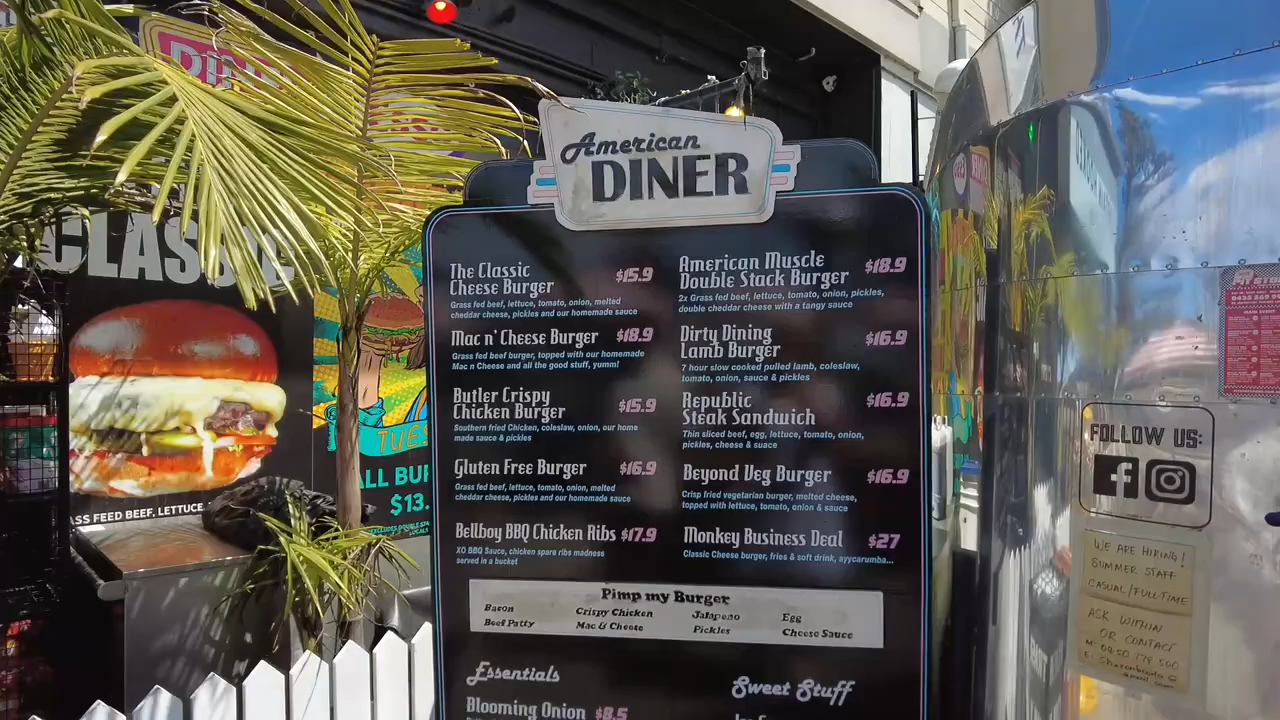 DINE
CLASSIC
ASS FEED BEEF, LETTUCE
TUES
ALL BUR
$13.
American
DINER
The Classic
Cheese Burger $15.9
Grass fed beef, lettuce, tomato, onion, melted
cheddar cheese, pickles and our homemade sauce
Mac n' Cheese Burger $18.9
Grass fed beef burger, topped with our homemade
Mac n Cheese and all the good stuff, yumm!
Butler Crispy
Chicken Burger $15.9
Southern fried Chicken, coleslaw, onion, our home
made sauce & pickles
Gluten Free Burger $16.9
Grass fed beef, lettuce, tomato, onion, melted
cheddar cheese, pickles and our homemade sauce
Bellboy BBQ Chicken Ribs $17.9
XO BBQ Sauce, chicken spare ribs madness
served in a bucket
American Muscle
Double Stack Burger $18.9
2x Grass fed beef, lettuce, tomato, onion, pickles,
double cheddar cheese with a tangy sauce
Dirty Dining
Lamb Burger $16.9
7 hour slow cooked pulled lamb, coleslaw,
tomato, onion, sauce & pickles
Republic
Steak Sandwich $16.9
Thin sliced beef, egg, lettuce, tomato, onion,
pickles, cheese & suace
Beyond Veg Burger $16.9
Crisp fried vegetarian burger, melted cheese,
topped with lettuce, tomato, onion & sauce
Monkey Business Deal $27
Classic Cheese burger, fries & soft drink, ayycarumba...
Pimp my Burger
Bacon Crispy Chicken Jalapeno Egg
Beef Patty Mac & Cheese Pickles Cheese Sauce
Essentials
Blooming Onion $8.5
Sweet Stuff
FOLLOW US:
WE ARE HIRING!
SUMMER STAFF
CASUAL/FULL-TIME
ASK WITHIN
OR CONTACT